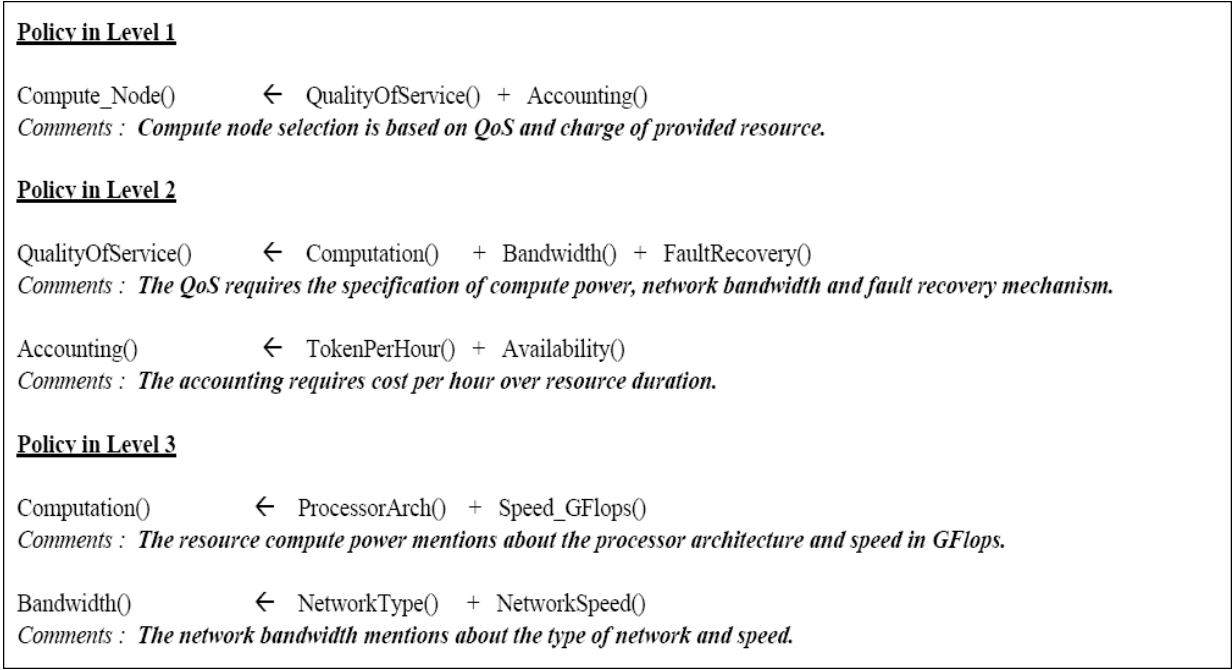 Policy in Level 1
Compute_Node() ← QualityOfService() + Accounting()
Comments : Compute node selection is based on QoS and charge of provided resource.
Policy in Level 2
QualityOfService() ← Computation() + Bandwidth() + FaultRecovery()
Comments : The QoS requires the specification of compute power, network bandwidth and fault recovery mechanism.
Accounting() ← TokenPerHour() + Availability()
Comments : The accounting requires cost per hour over resource duration.
Policy in Level 3
Computation() ← ProcessorArch() + Speed_GFlops()
Comments : The resource compute power mentions about the processor architecture and speed in GFlops.
Bandwidth() ← NetworkType() + NetworkSpeed()
Comments : The network bandwidth mentions about the type of network and speed.